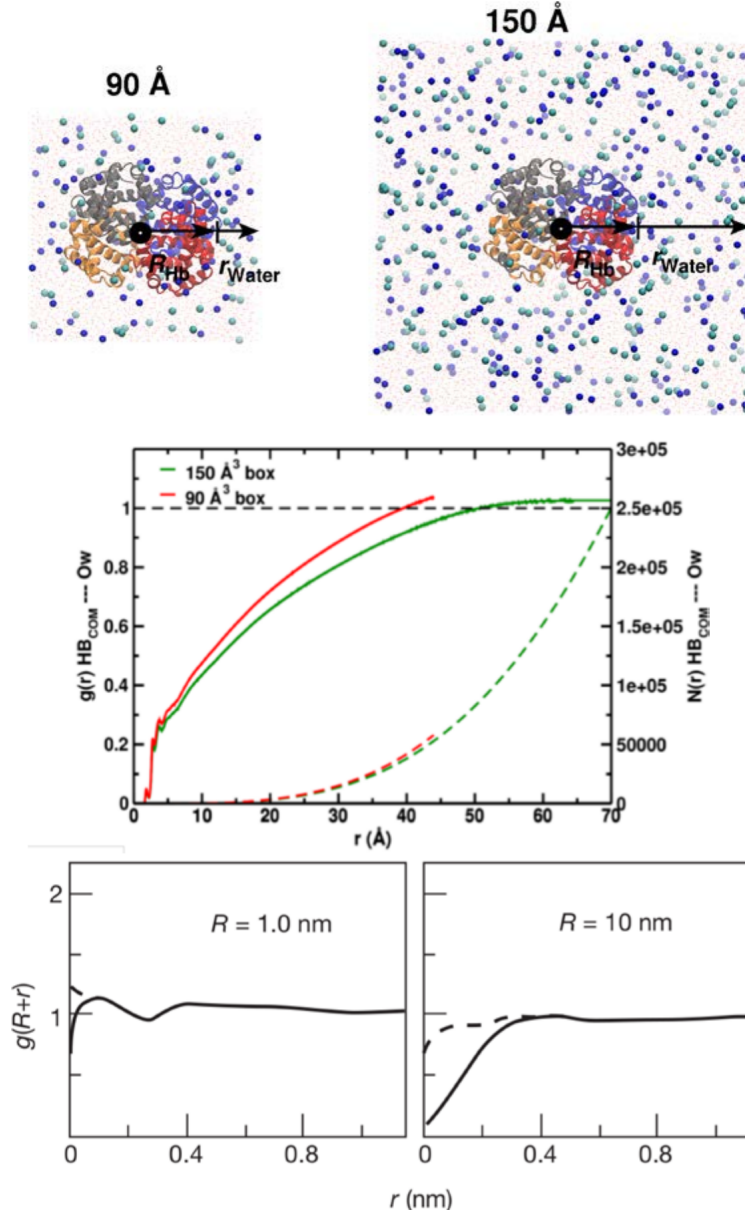 150 Å
90 Å
R_Hb
r_Water
R_Hb
r_Water
150 Å³ box
90 Å³ box
g(r) HB_COM --- Ow
N(r) HB_COM --- Ow
3e+05
2.5e+05
2e+05
1.5e+05
1e+05
50000
0
1
0.8
0.6
0.4
0.2
0
0 10 20 30 40 50 60 70
r (Å)
g(R+r)
2
1
R = 1.0 nm
R = 10 nm
0 0.4 0.8
0 0.4 0.8
r (nm)